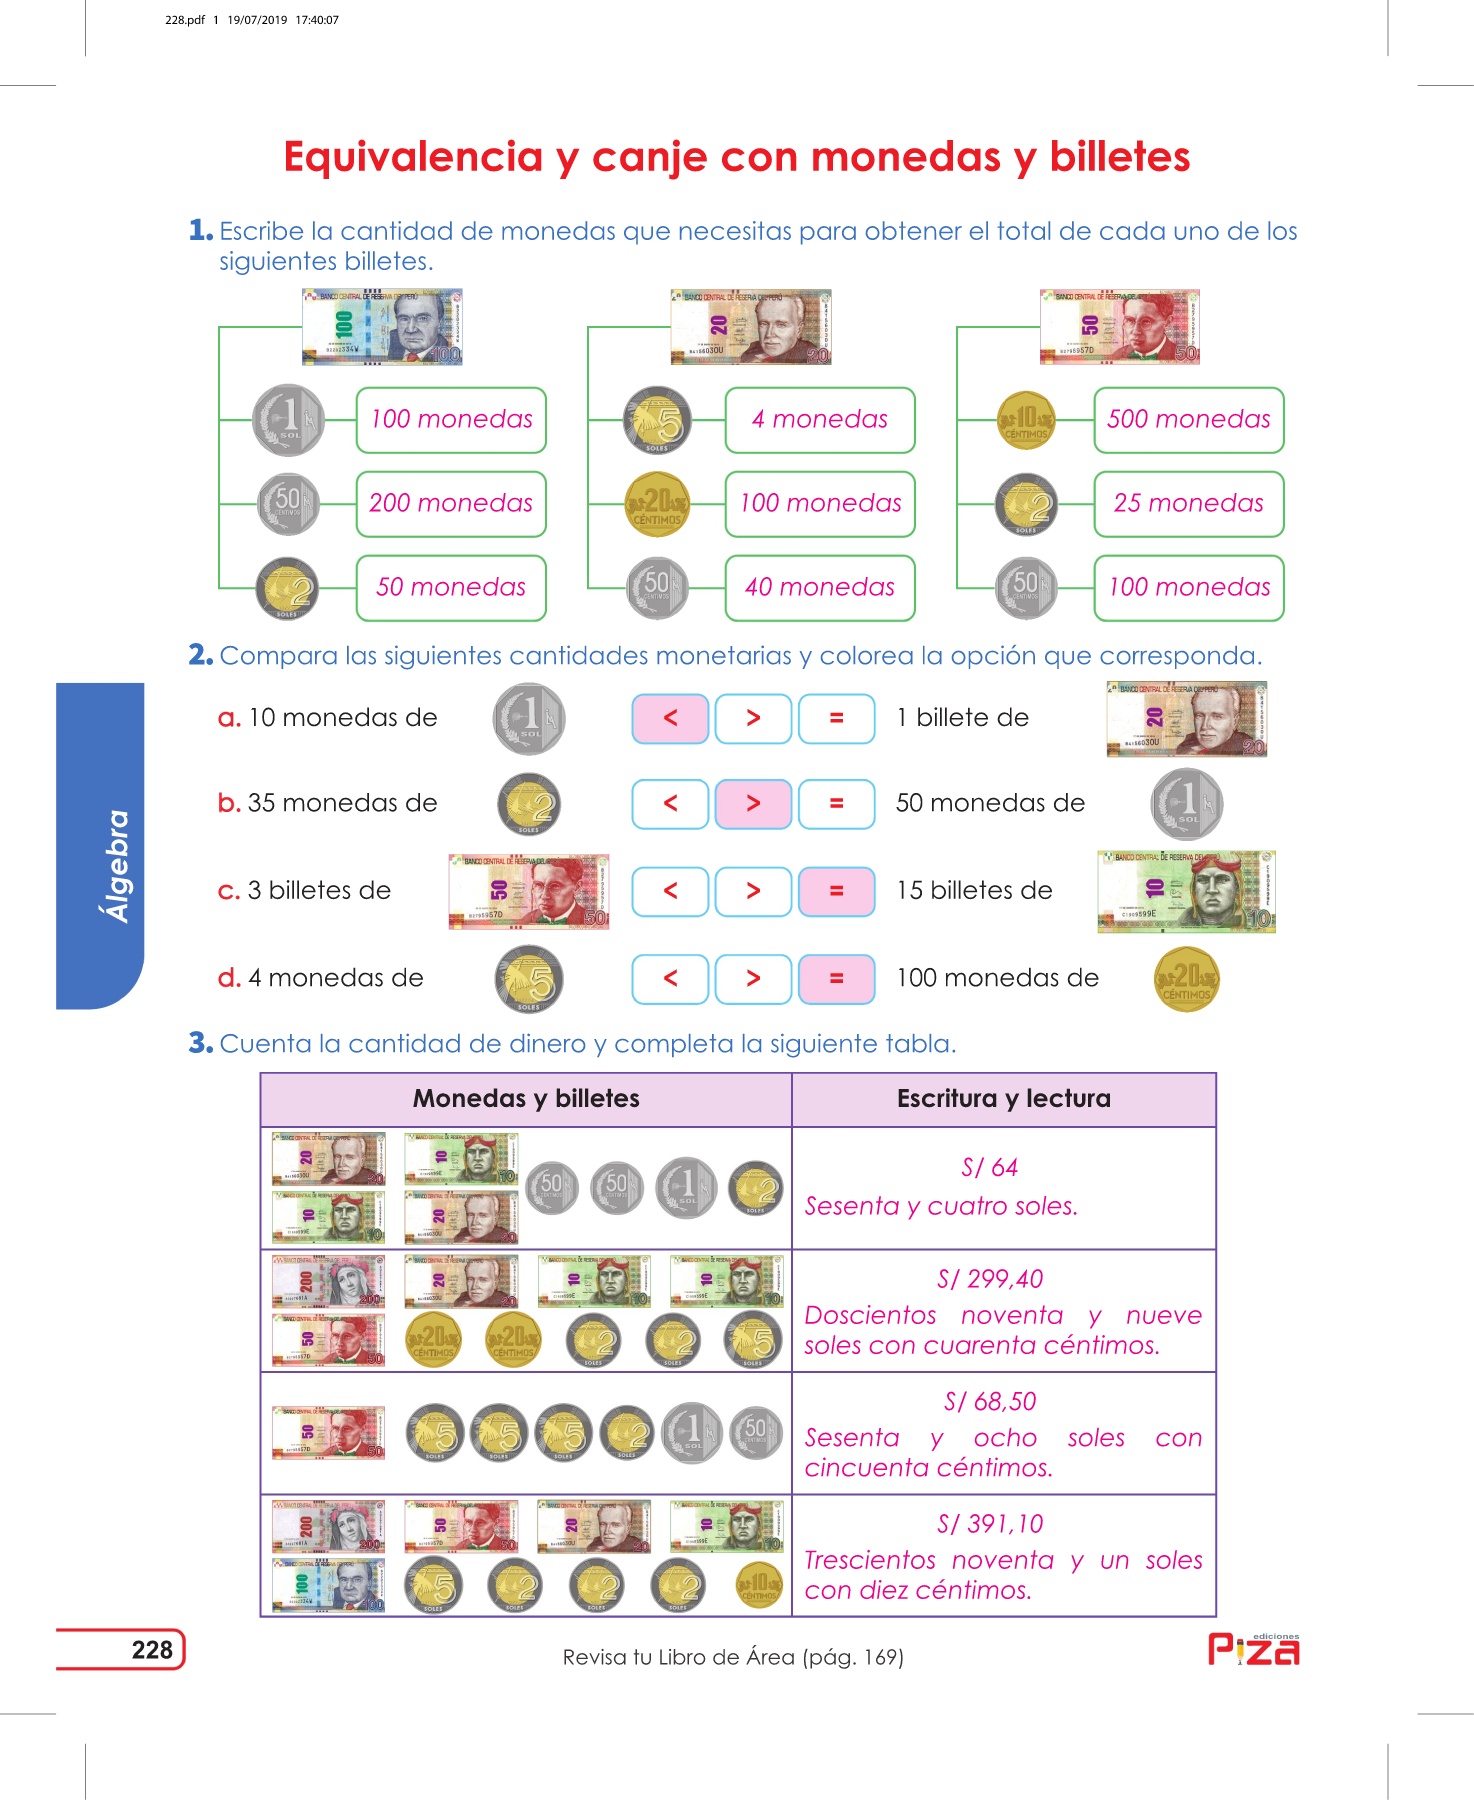 228.pdf 1 19/07/2019 17:40:07
Equivalencia y canje con monedas y billetes
1. Escribe la cantidad de monedas que necesitas para obtener el total de cada uno de los
siguientes billetes.
100 monedas
4 monedas
500 monedas
200 monedas
100 monedas
25 monedas
50 monedas
40 monedas
100 monedas
2. Compara las siguientes cantidades monetarias y colorea la opción que corresponda.
a. 10 monedas de < > = 1 billete de
b. 35 monedas de < > = 50 monedas de
c. 3 billetes de < > = 15 billetes de
d. 4 monedas de < > = 100 monedas de
Álgebra
3. Cuenta la cantidad de dinero y completa la siguiente tabla.
Monedas y billetes
Escritura y lectura
S/ 64
Sesenta y cuatro soles.
S/ 299,40
Doscientos noventa y nueve
soles con cuarenta céntimos.
S/ 68,50
Sesenta y ocho soles con
cincuenta céntimos.
S/ 391,10
Trescientos noventa y un soles
con diez céntimos.
228
Revisa tu Libro de Área (pág. 169)
ediciones
Piza